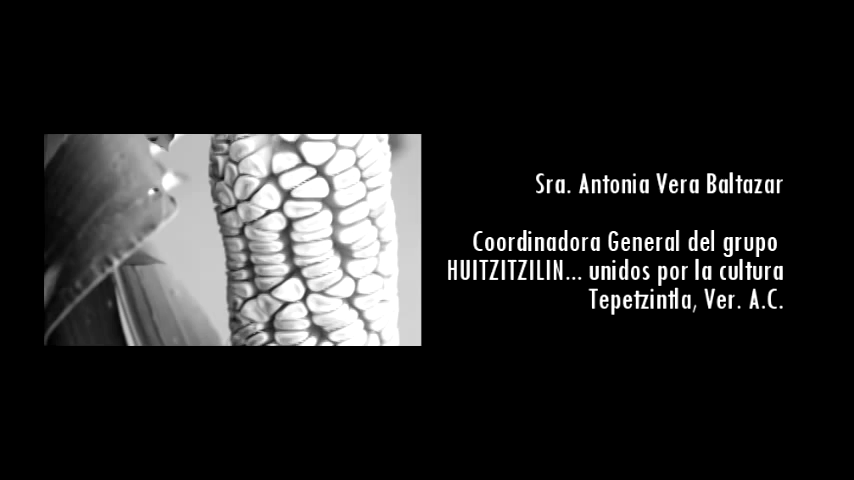 Sra. Antonia Vera Baltazar
Coordinadora General del grupo
HUITZITZILIN... unidos por la cultura
Tepetzintla, Ver. A.C.